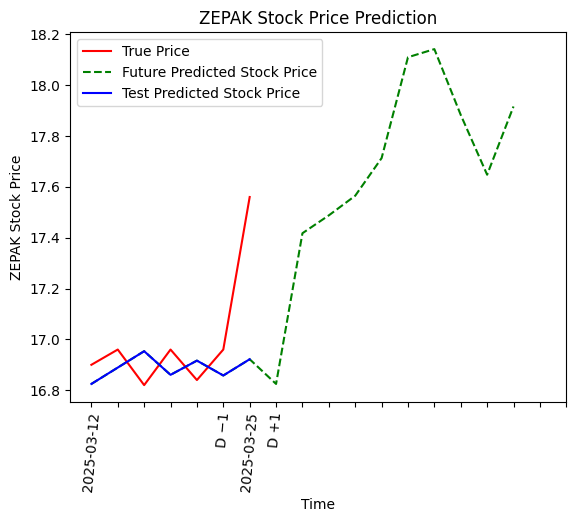 ZEPAK Stock Price Prediction
True Price
Future Predicted Stock Price
Test Predicted Stock Price
ZEPAK Stock Price
18.2
18.0
17.8
17.6
17.4
17.2
17.0
16.8
2025-03-12
D −1
2025-03-25
D +1
Time